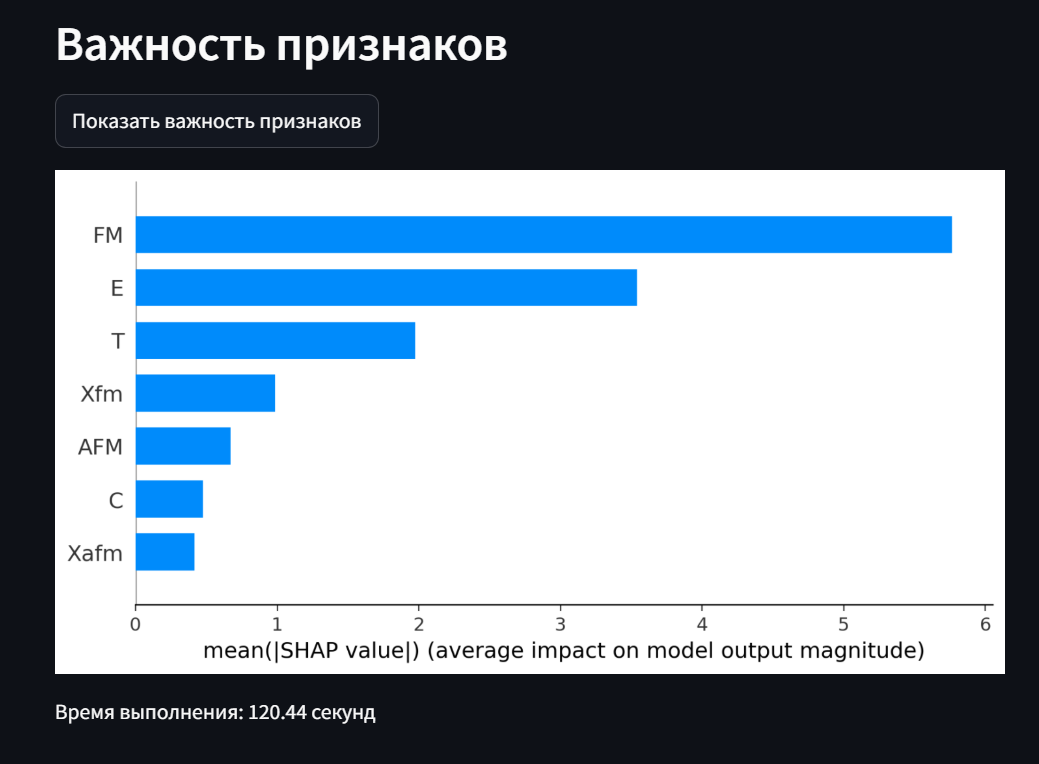 Важность признаков
Показать важность признаков
FM
E
T
Xfm
AFM
C
Xafm
0 1 2 3 4 5 6
mean(|SHAP value|) (average impact on model output magnitude)
Время выполнения: 120.44 секунд